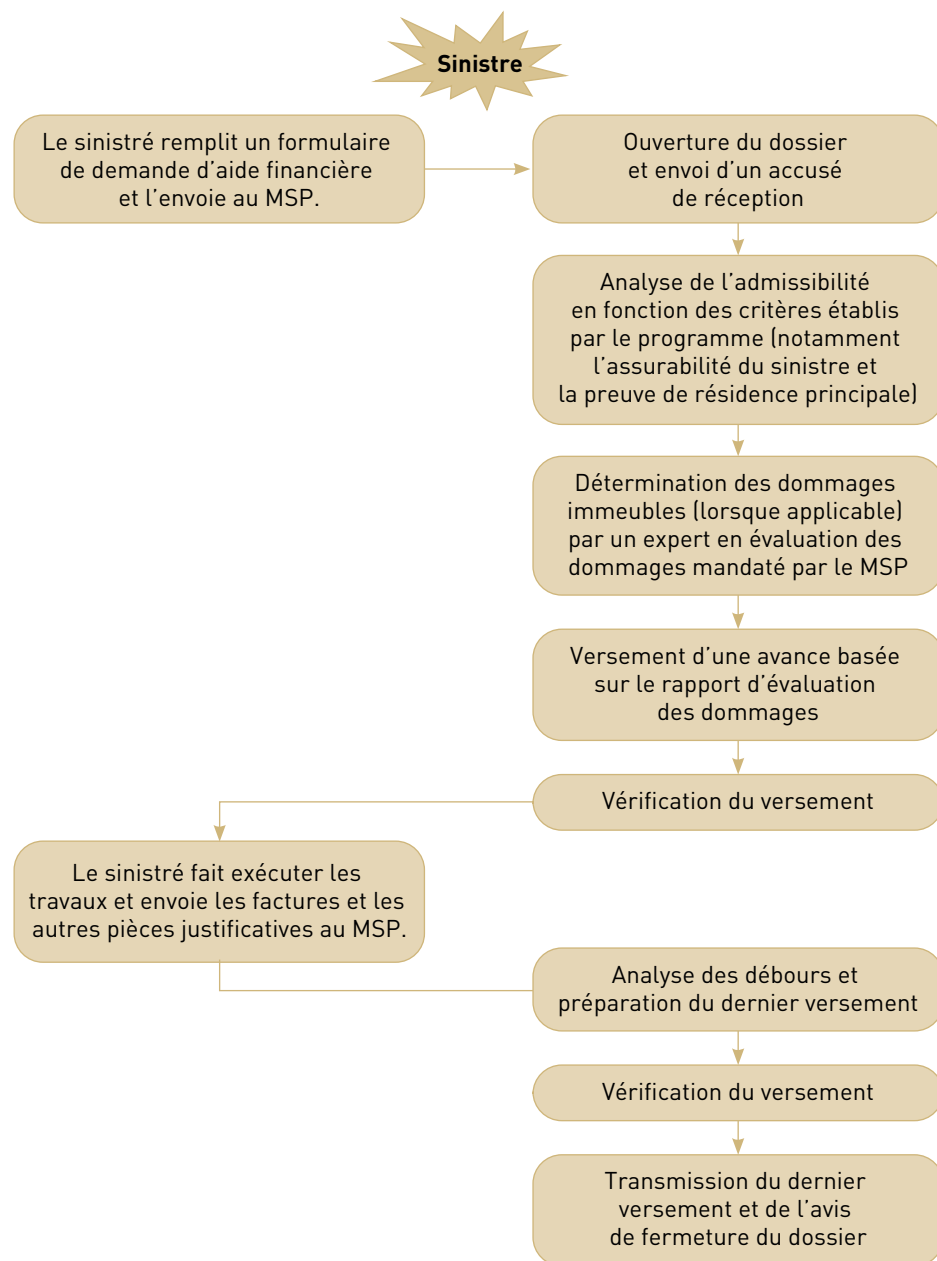 Sinistre
Le sinistré remplit un formulaire
de demande d'aide financière
et l'envoie au MSP.
Ouverture du dossier
et envoi d'un accusé
de réception
Analyse de l'admissibilité
en fonction des critères établis
par le programme (notamment
l'assurabilité du sinistre et
la preuve de résidence principale)
Détermination des dommages
immeubles (lorsque applicable)
par un expert en évaluation des
dommages mandaté par le MSP
Versement d'une avance basée
sur le rapport d'évaluation
des dommages
Vérification du versement
Le sinistré fait exécuter les
travaux et envoie les factures et les
autres pièces justificatives au MSP.
Analyse des débours et
préparation du dernier versement
Vérification du versement
Transmission du dernier
versement et de l'avis
de fermeture du dossier